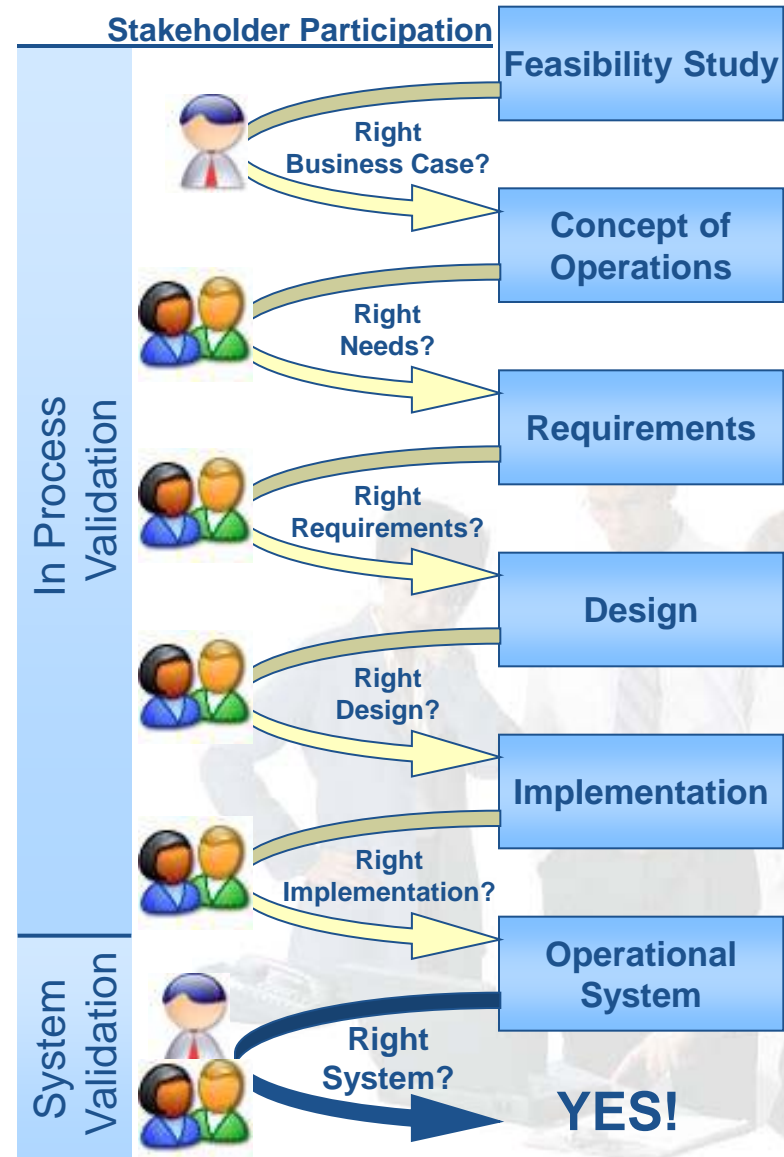 Stakeholder Participation
Feasibility Study
Right
Business Case?
Concept of
Operations
Right
Needs?
Requirements
Right
Requirements?
Design
Right
Design?
Implementation
Right
Implementation?
Operational
System
Right
System?
YES!
In Process
Validation
System
Validation